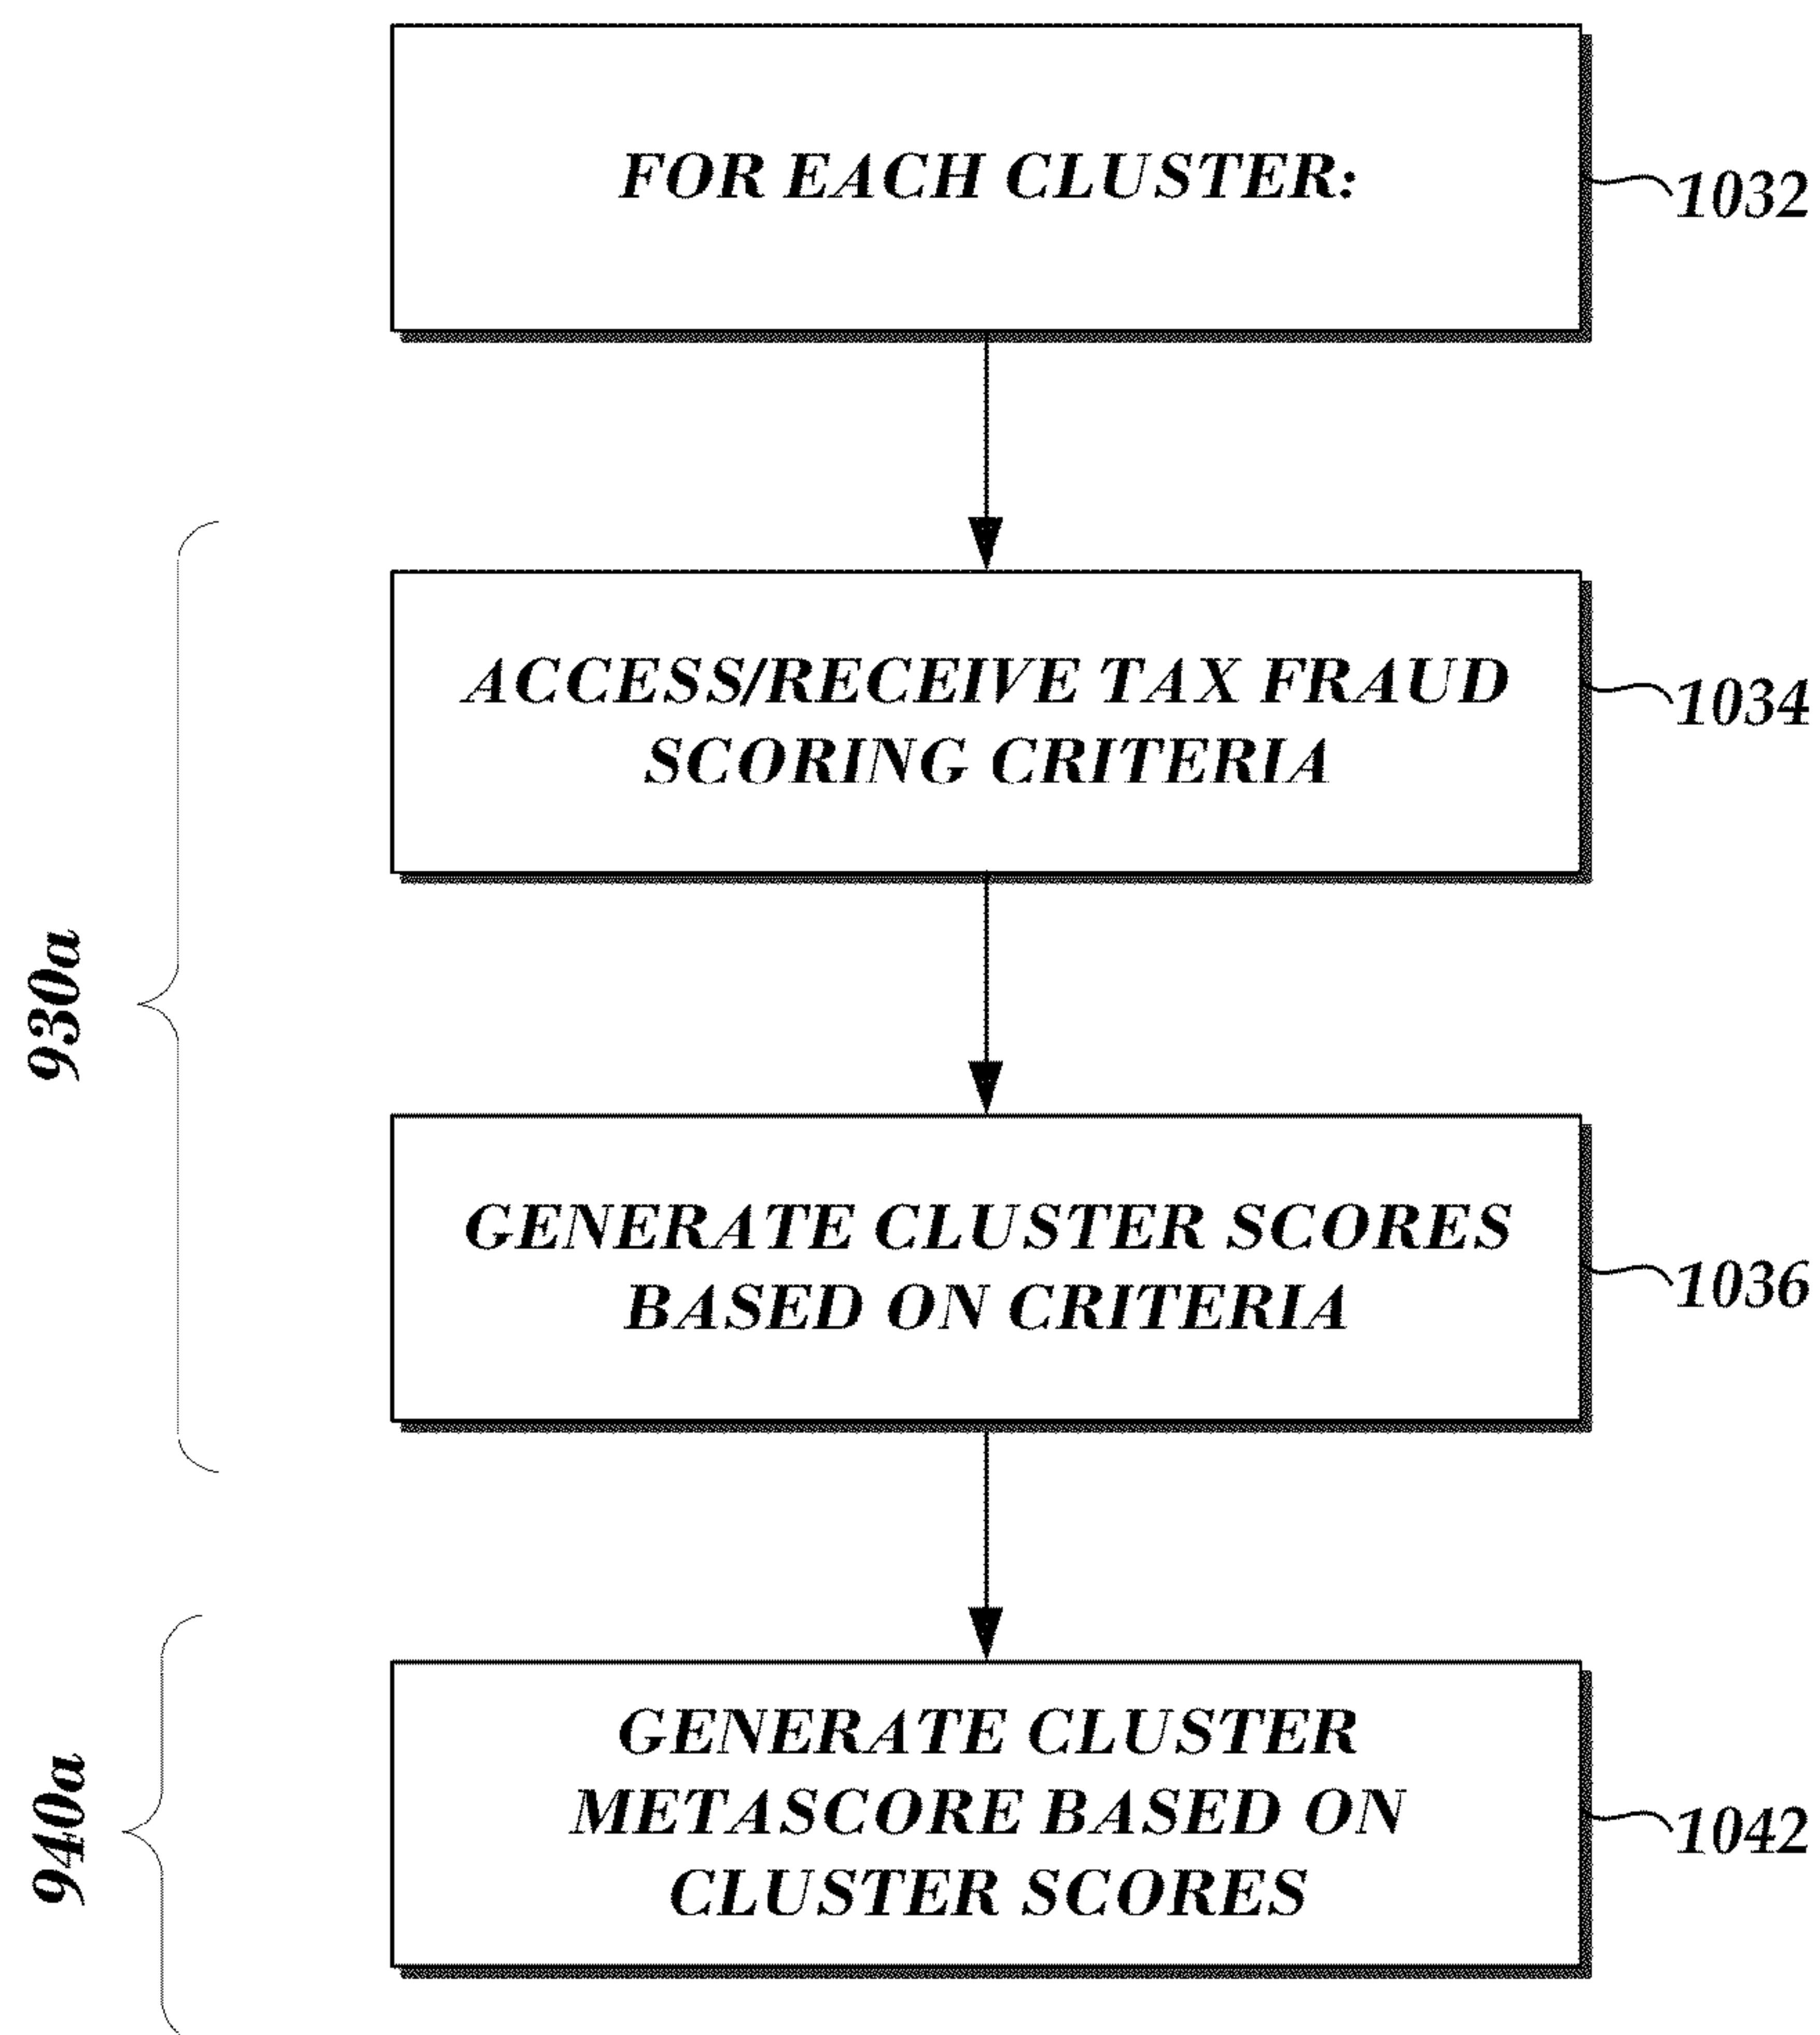 FOR EACH CLUSTER:
1032
ACCESS/RECEIVE TAX FRAUD
SCORING CRITERIA
1034
930a
GENERATE CLUSTER SCORES
BASED ON CRITERIA
1036
GENERATE CLUSTER
METASCORE BASED ON
CLUSTER SCORES
1042
940a